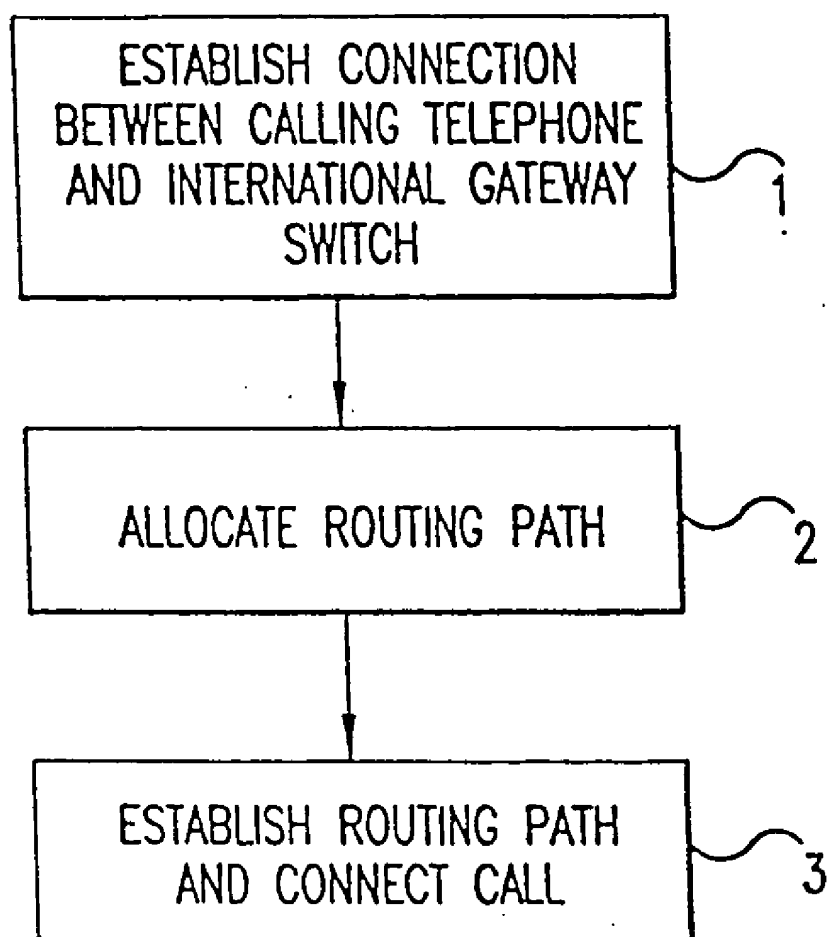 ESTABLISH CONNECTION
BETWEEN CALLING TELEPHONE
AND INTERNATIONAL GATEWAY
SWITCH
1
ALLOCATE ROUTING PATH
2
ESTABLISH ROUTING PATH
AND CONNECT CALL
3